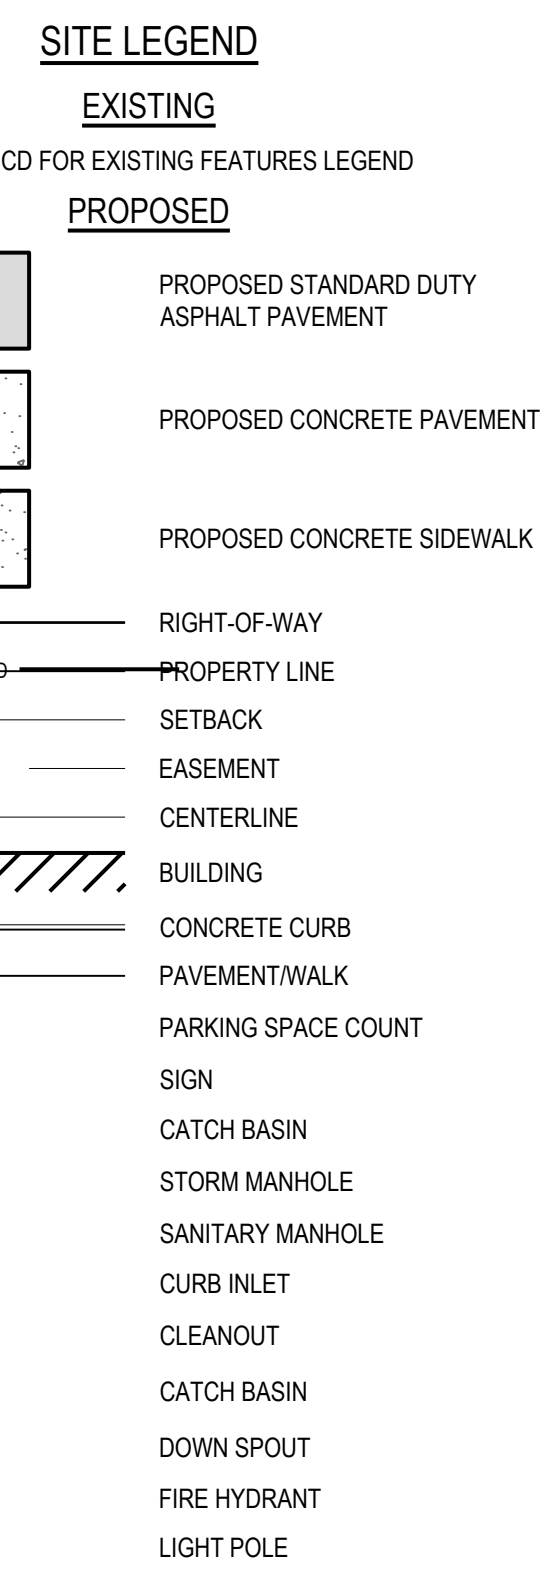 SITE LEGEND
EXISTING
CD FOR EXISTING FEATURES LEGEND
PROPOSED
PROPOSED STANDARD DUTY
ASPHALT PAVEMENT
PROPOSED CONCRETE PAVEMENT
PROPOSED CONCRETE SIDEWALK
RIGHT-OF-WAY
PROPERTY LINE
SETBACK
EASEMENT
CENTERLINE
BUILDING
CONCRETE CURB
PAVEMENT/WALK
PARKING SPACE COUNT
SIGN
CATCH BASIN
STORM MANHOLE
SANITARY MANHOLE
CURB INLET
CLEANOUT
CATCH BASIN
DOWN SPOUT
FIRE HYDRANT
LIGHT POLE